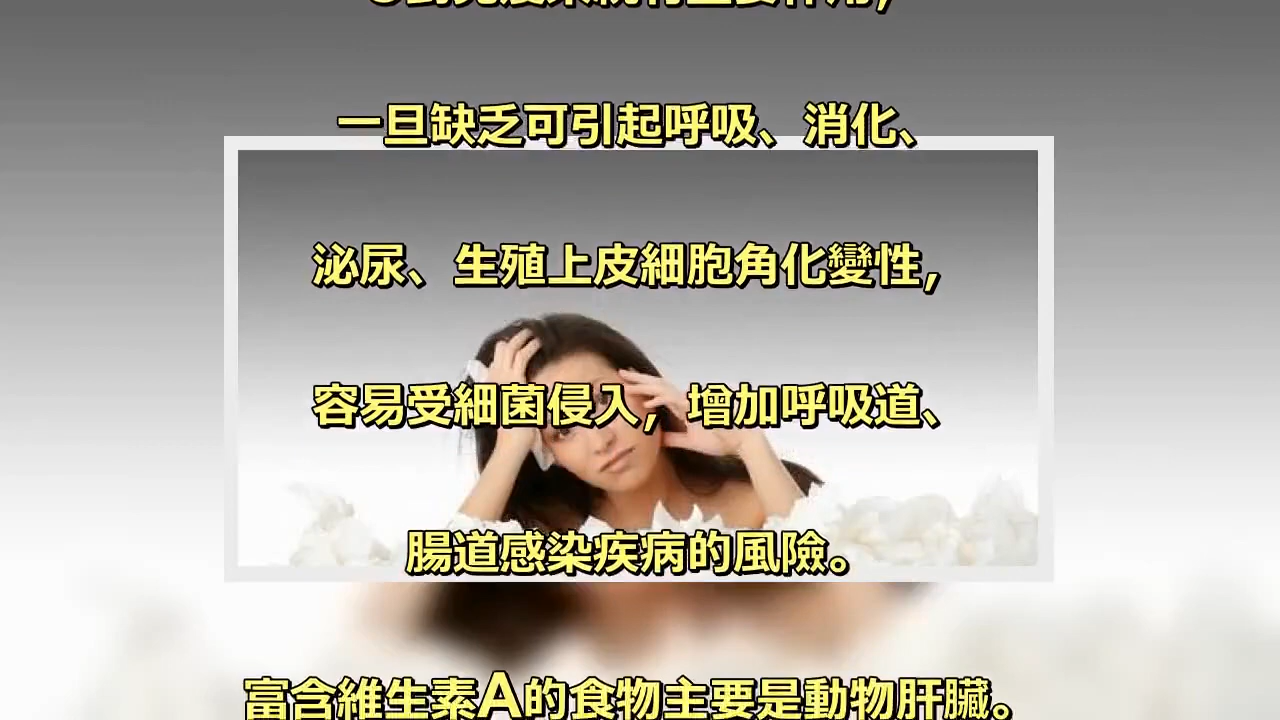 一旦缺乏可引起呼吸、消化、
泌尿、生殖上皮細胞角化變性，
容易受細菌侵入，增加呼吸道、
腸道感染疾病的風險。
富含維生素A的食物主要是動物肝臟。